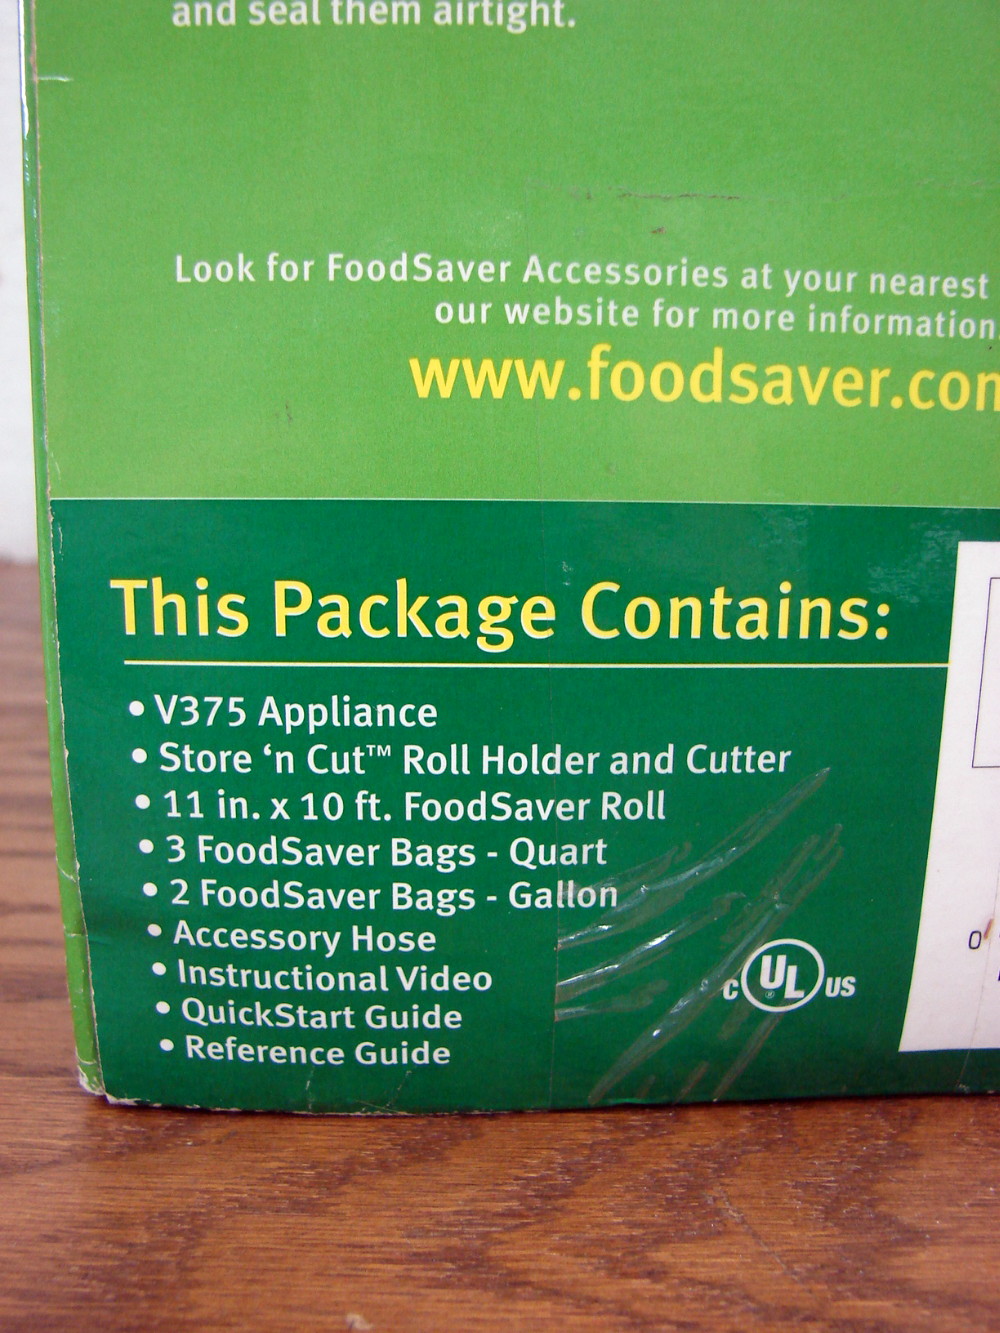 and seal them airtight.
Look for FoodSaver Accessories at your nearest
our website for more information.
www.foodsaver.com
This Package Contains:
• V375 Appliance
• Store ‘n Cut™ Roll Holder and Cutter
• 11 in. x 10 ft. FoodSaver Roll
• 3 FoodSaver Bags - Quart
• 2 FoodSaver Bags - Gallon
• Accessory Hose
• Instructional Video
• QuickStart Guide
• Reference Guide
C UL ® US
0